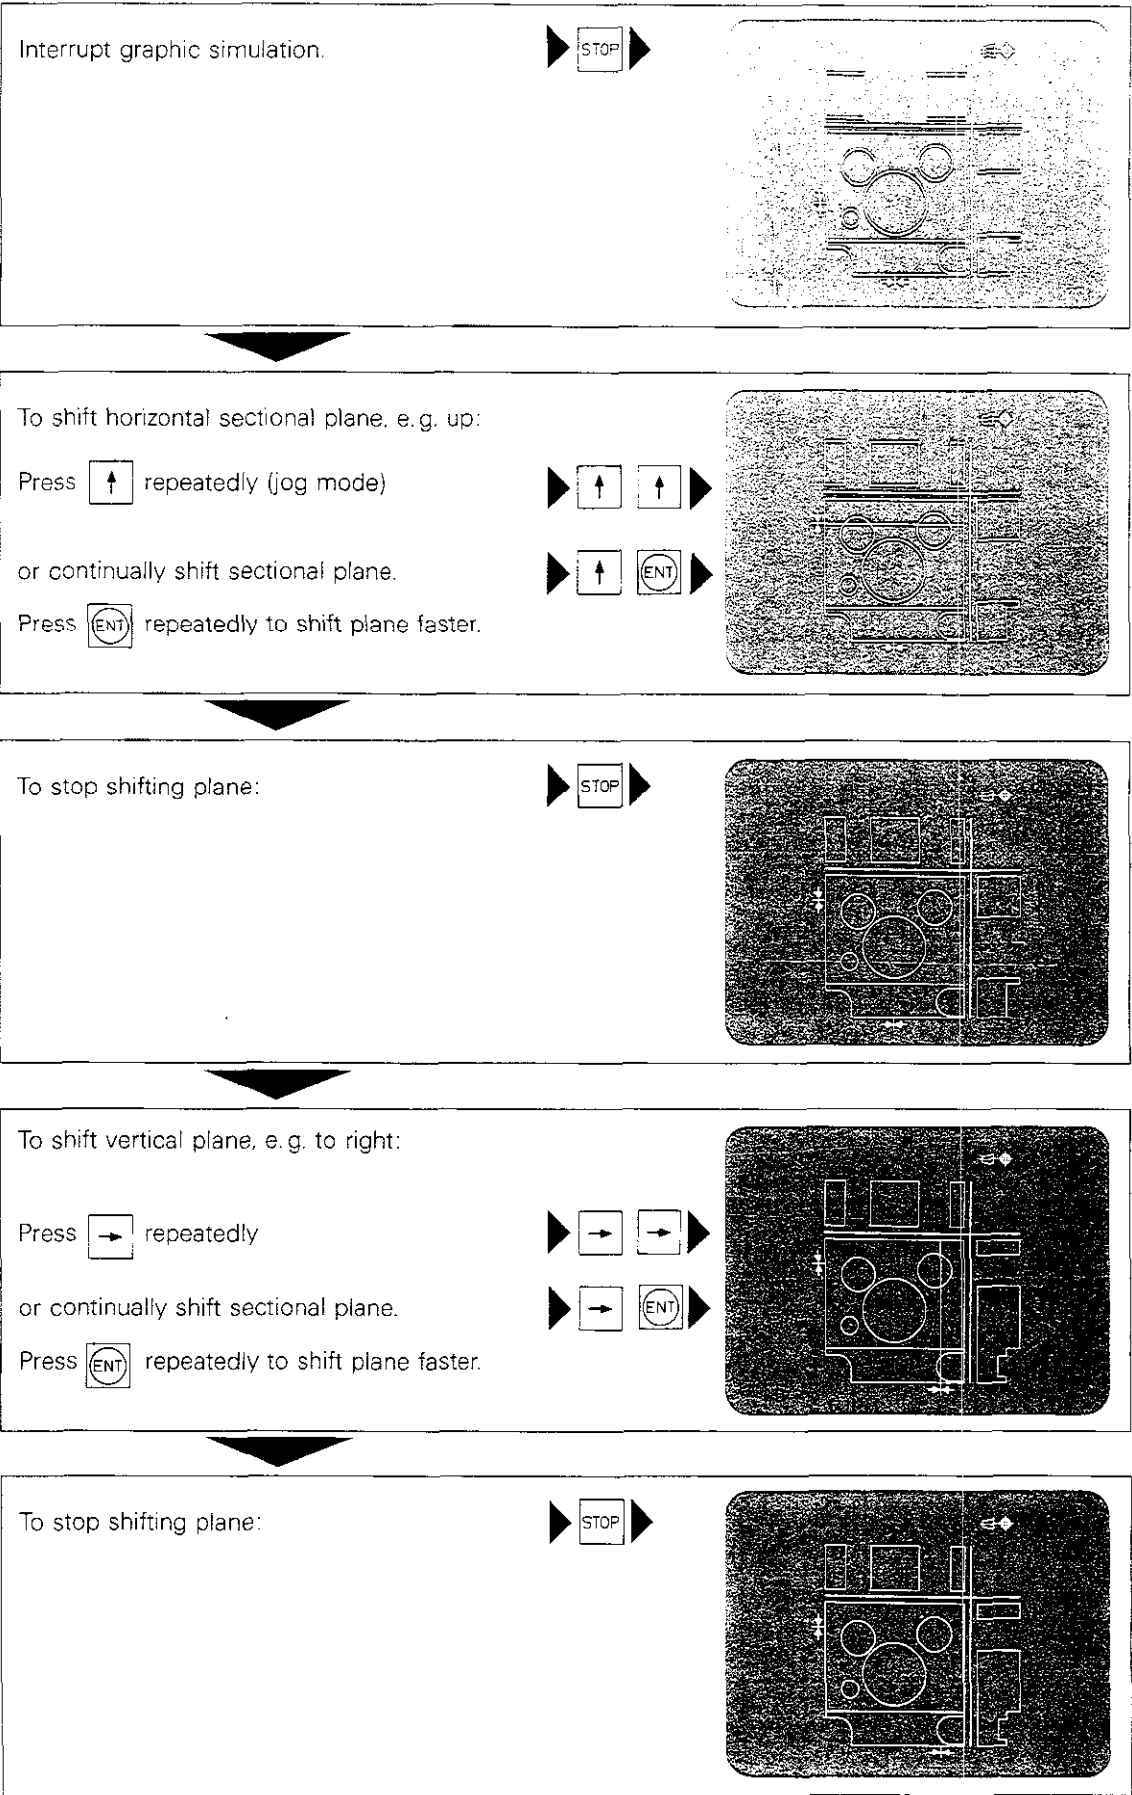 Interrupt graphic simulation.
STOP
To shift horizontal sectional plane, e.g. up:
Press ↑ repeatedly (jog mode)
↑ ↑
or continually shift sectional plane.
↑ ENT
Press ENT repeatedly to shift plane faster.
To stop shifting plane:
STOP
To shift vertical plane, e.g. to right:
Press → repeatedly
→ →
or continually shift sectional plane.
→ ENT
Press ENT repeatedly to shift plane faster.
To stop shifting plane:
STOP